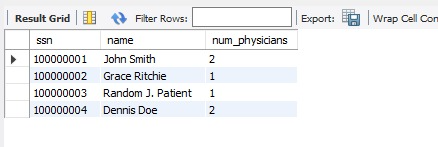 Result Grid Filter Rows: Export: Wrap Cell Con
ssn name num_physicians
100000001 John Smith 2
100000002 Grace Ritchie 1
100000003 Random J. Patient 1
100000004 Dennis Doe 2